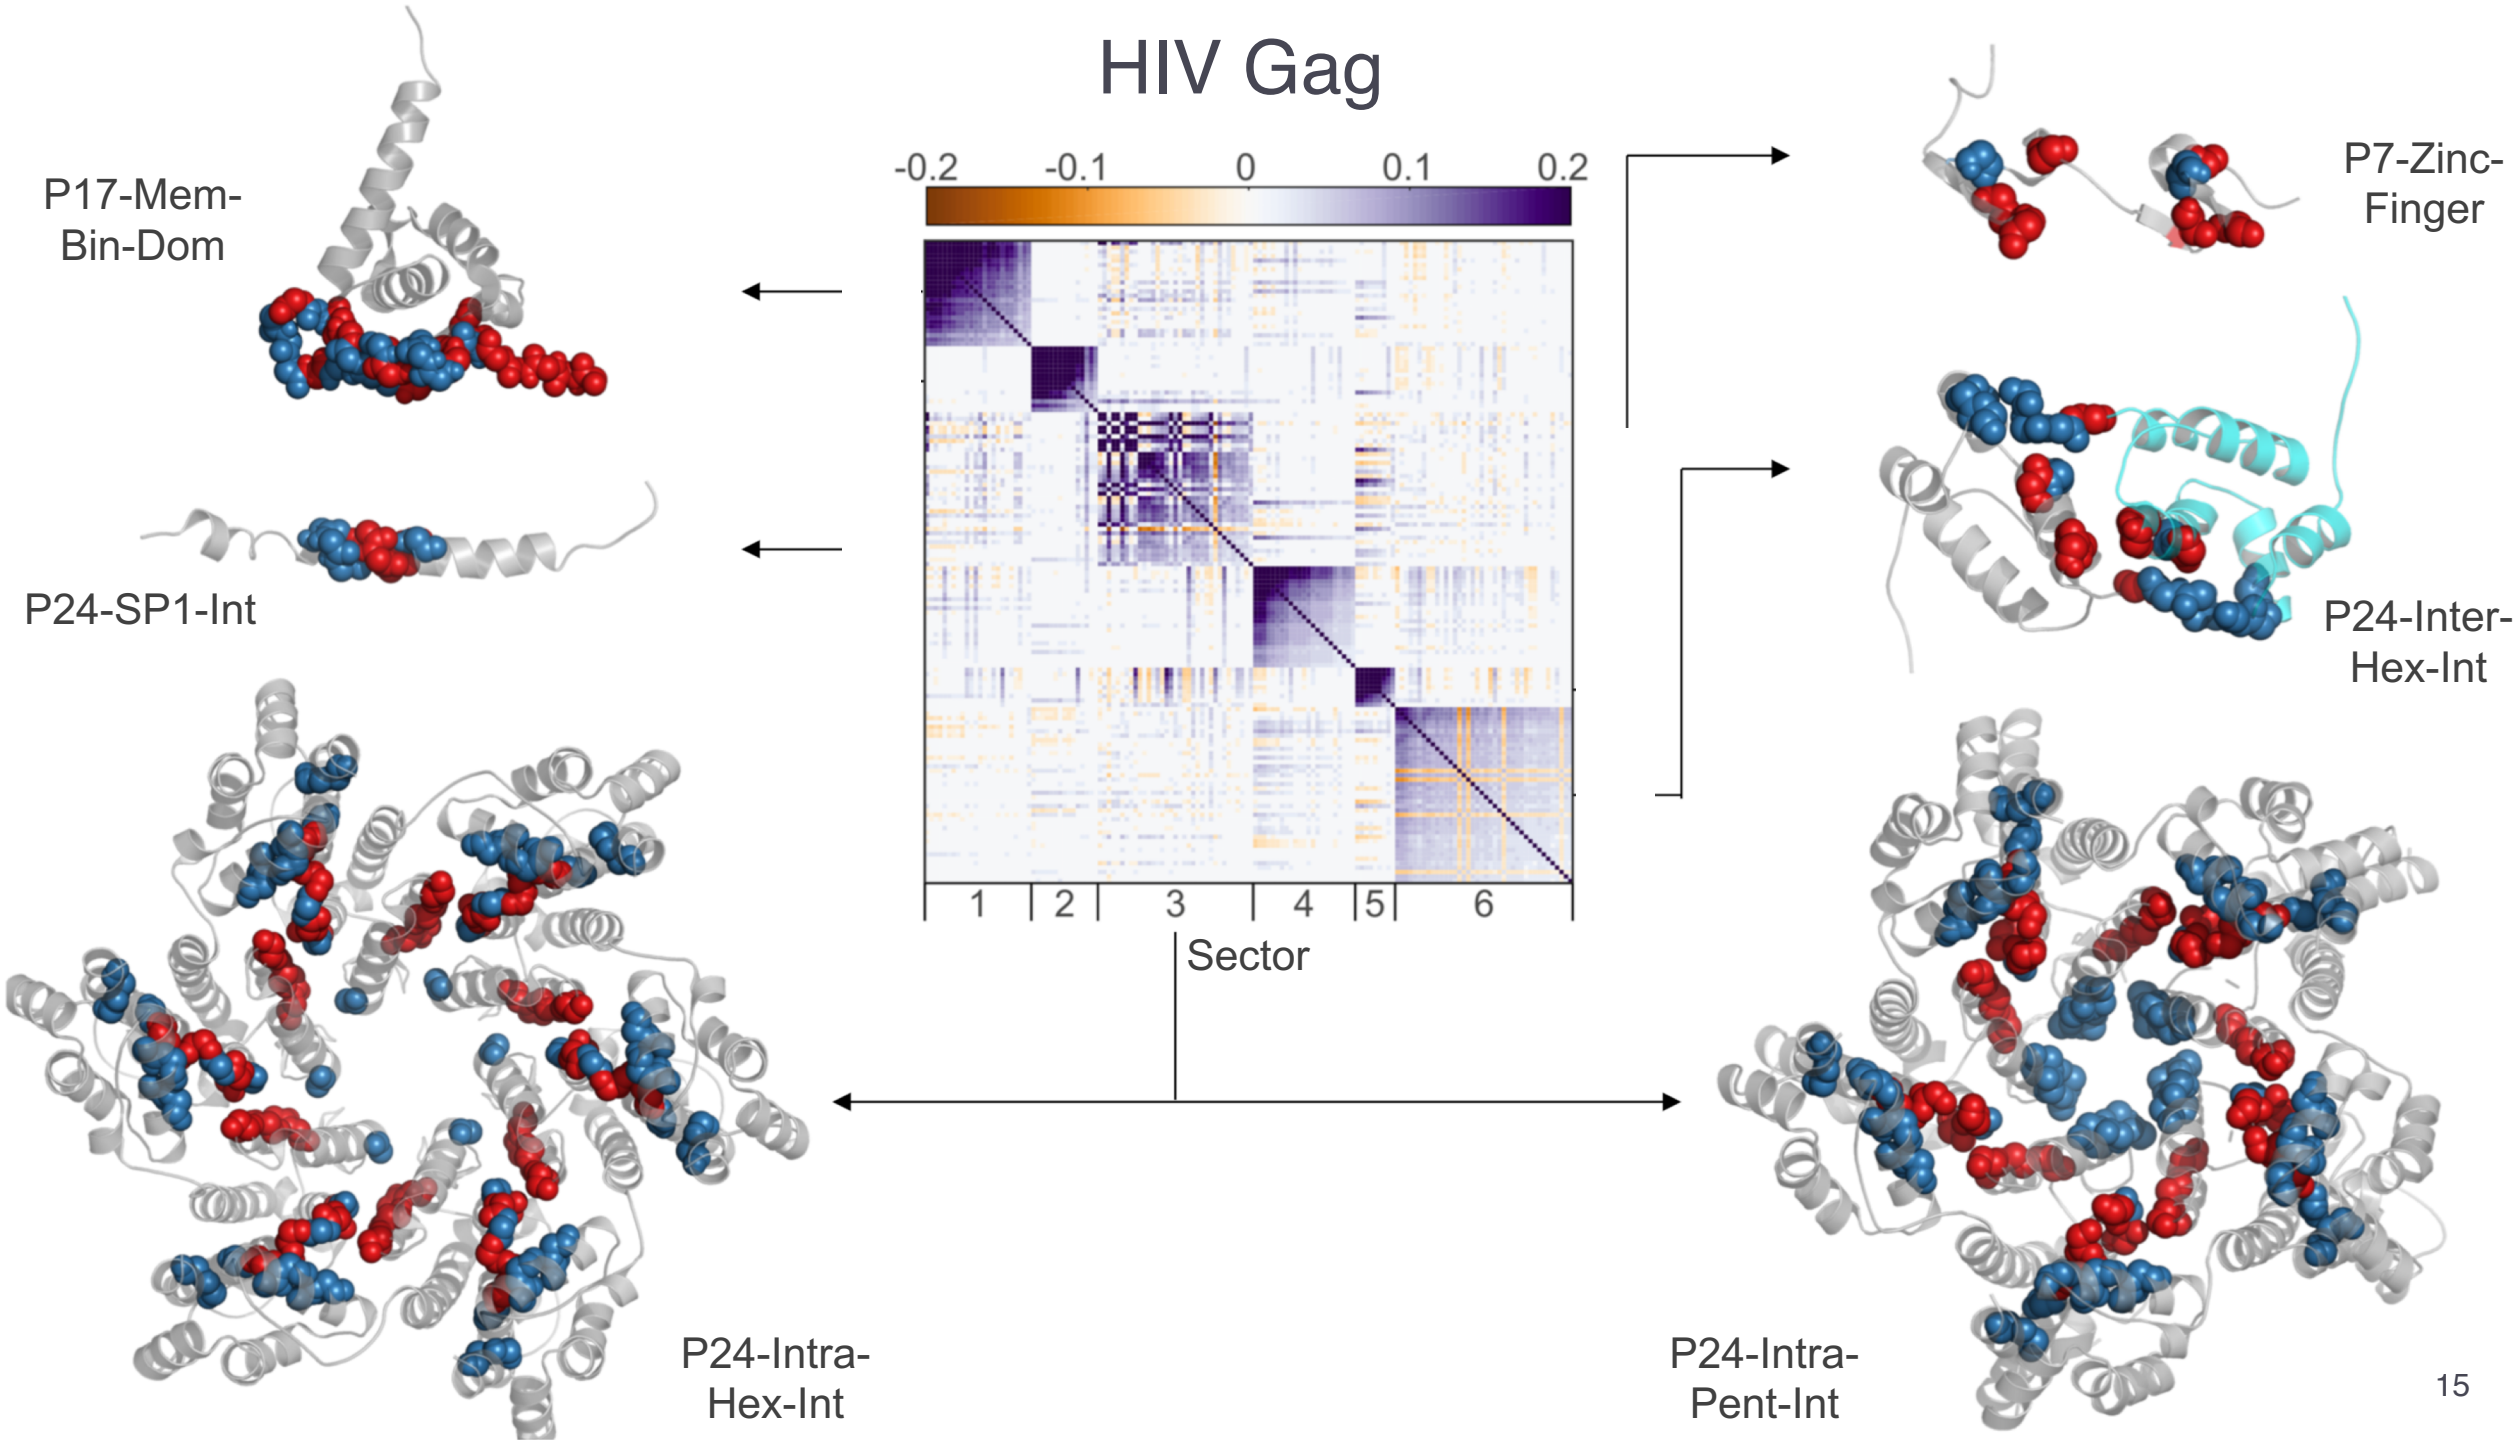 HIV Gag
-0.2 -0.1 0 0.1 0.2
P17-Mem-
Bin-Dom
P7-Zinc-
Finger
P24-SP1-Int
P24-Inter-
Hex-Int
1 2 3 4 5 6
Sector
P24-Intra-
Hex-Int
P24-Intra-
Pent-Int
15